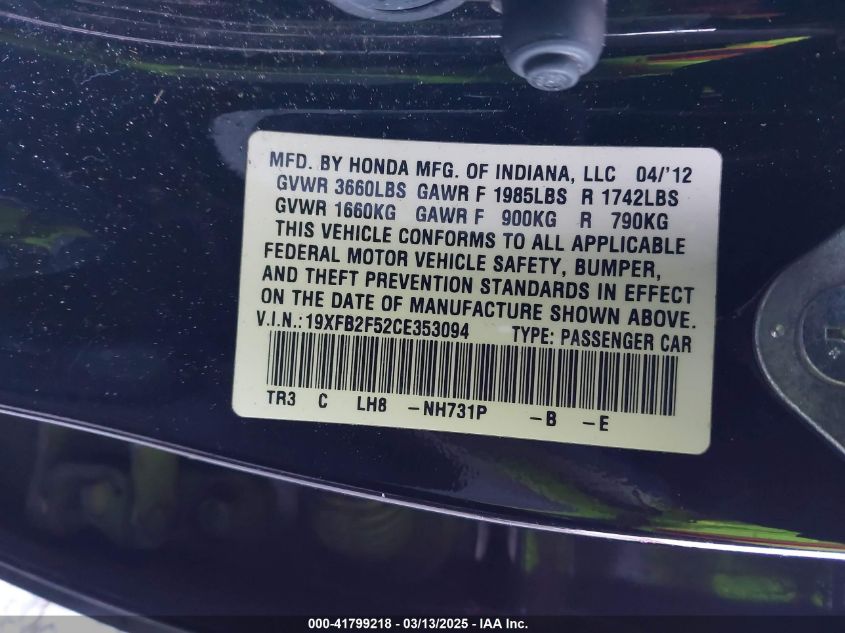 MFD. BY HONDA MFG. OF INDIANA, LLC 04/'12
GVWR 3660LBS GAWR F 1985LBS R 1742LBS
GVWR 1660KG GAWR F 900KG R 790KG
THIS VEHICLE CONFORMS TO ALL APPLICABLE
FEDERAL MOTOR VEHICLE SAFETY, BUMPER,
AND THEFT PREVENTION STANDARDS IN EFFECT
ON THE DATE OF MANUFACTURE SHOWN ABOVE.
V.I.N.:19XFB2F52CE353094 TYPE: PASSENGER CAR
TR3 C LH8 -NH731P -B -E
000-41799218 - 03/13/2025 - IAA Inc.